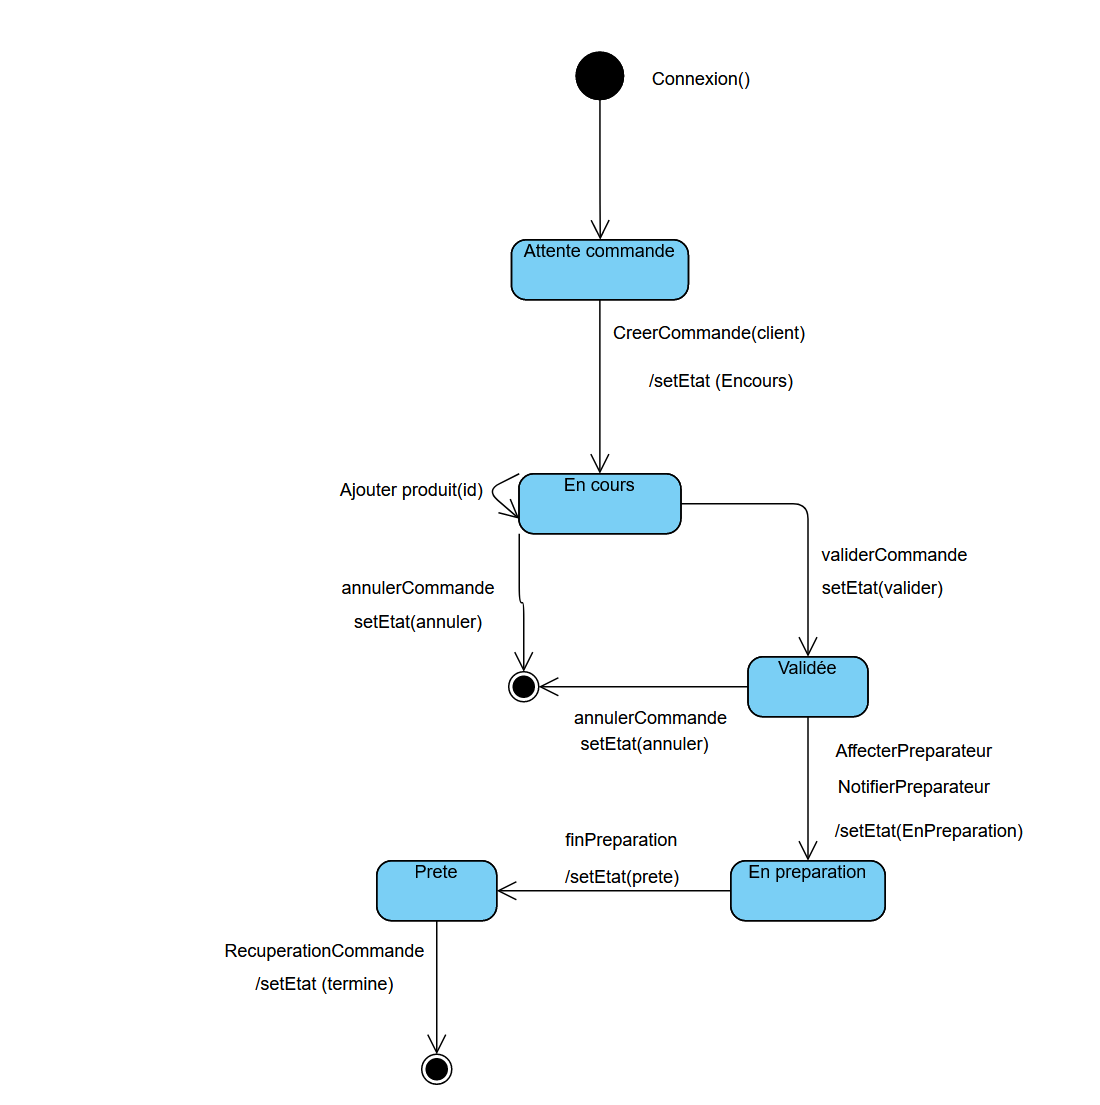 Connexion()
Attente commande
CreerCommande(client)
/setEtat (Encours)
En cours
Ajouter produit(id)
validerCommande
setEtat(valider)
annulerCommande
setEtat(annuler)
Validée
annulerCommande
setEtat(annuler)
AffecterPreparateur
NotifierPreparateur
/setEtat(EnPreparation)
finPreparation
/setEtat(prete)
En preparation
Prete
RecuperationCommande
/setEtat (termine)